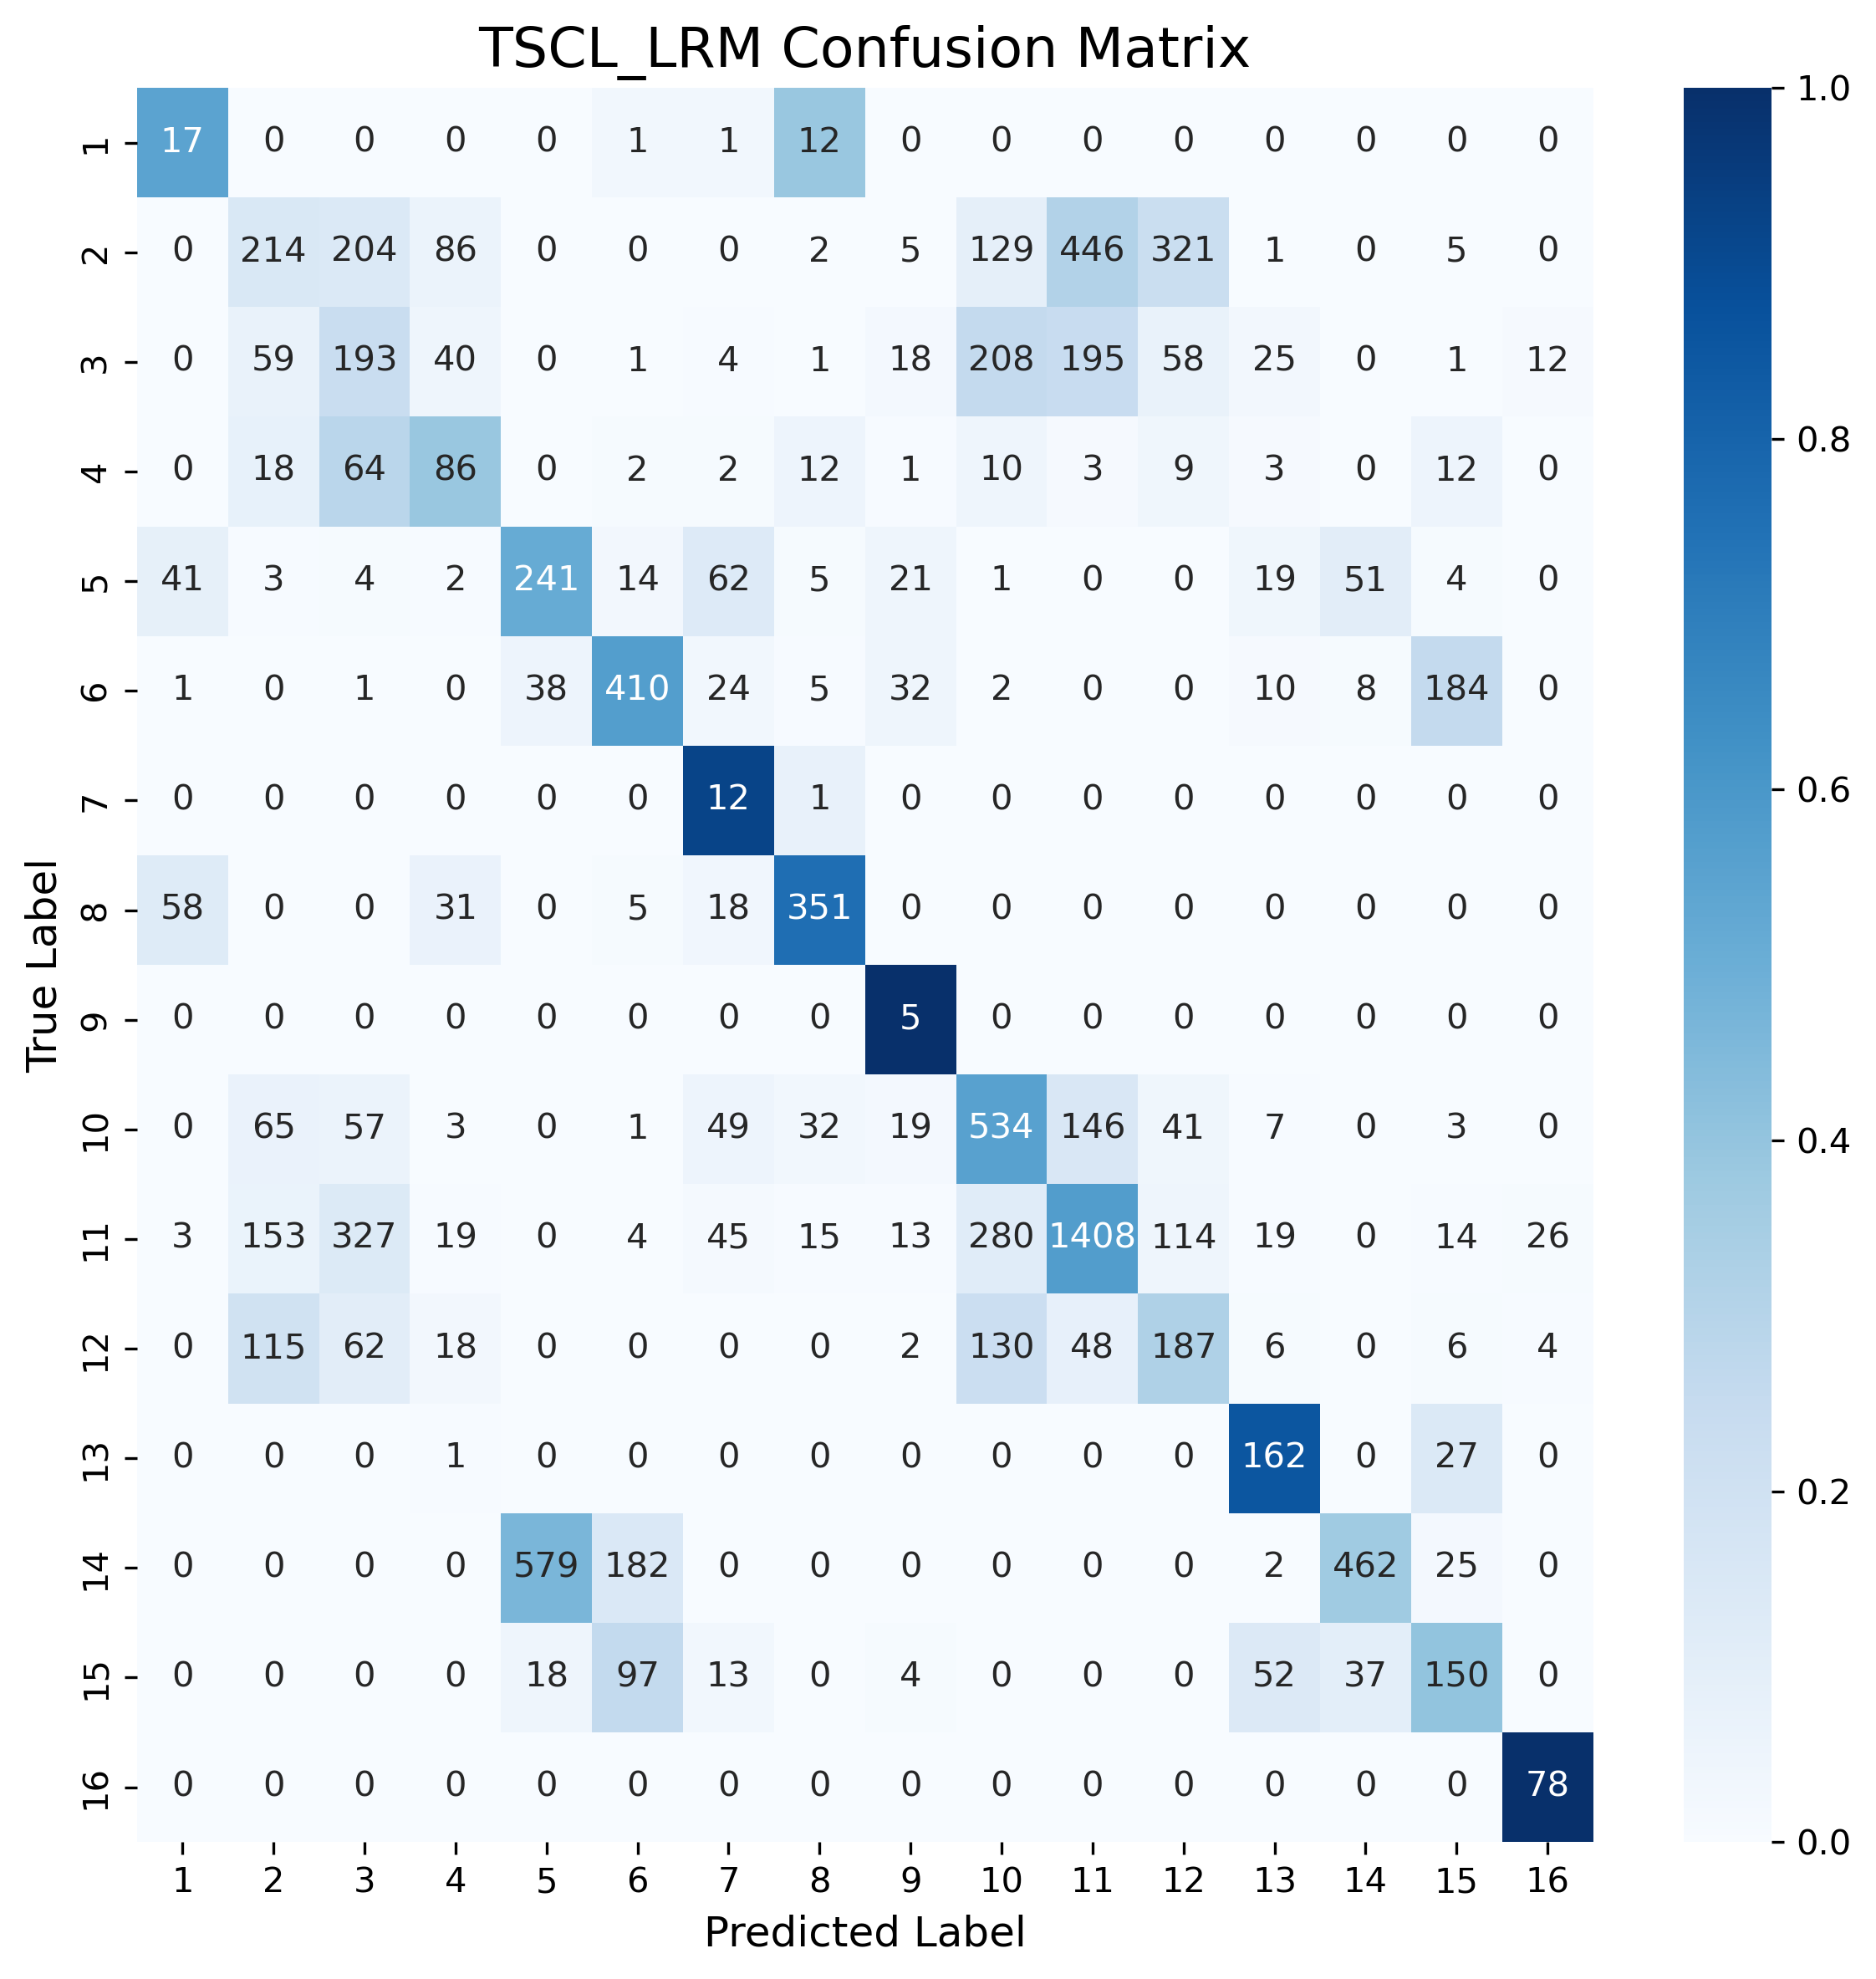 TSCL_LRM Confusion Matrix
1 17 0 0 0 0 1 1 12 0 0 0 0 0 0 0 0
2 0 214 204 86 0 0 0 2 5 129 446 321 1 0 5 0
3 0 59 193 40 0 1 4 1 18 208 195 58 25 0 1 12
4 0 18 64 86 0 2 2 12 1 10 3 9 3 0 12 0
5 41 3 4 2 241 14 62 5 21 1 0 0 19 51 4 0
6 1 0 1 0 38 410 24 5 32 2 0 0 10 8 184 0
7 0 0 0 0 0 0 12 1 0 0 0 0 0 0 0 0
8 58 0 0 31 0 5 18 351 0 0 0 0 0 0 0 0
9 0 0 0 0 0 0 0 0 5 0 0 0 0 0 0 0
10 0 65 57 3 0 1 49 32 19 534 146 41 7 0 3 0
11 3 153 327 19 0 4 45 15 13 280 1408 114 19 0 14 26
12 0 115 62 18 0 0 0 0 2 130 48 187 6 0 6 4
13 0 0 0 1 0 0 0 0 0 0 0 0 162 0 27 0
14 0 0 0 0 579 182 0 0 0 0 0 0 2 462 25 0
15 0 0 0 0 18 97 13 0 4 0 0 0 52 37 150 0
16 0 0 0 0 0 0 0 0 0 0 0 0 0 0 0 78
1 2 3 4 5 6 7 8 9 10 11 12 13 14 15 16
Predicted Label
True Label
1.0
0.8
0.6
0.4
0.2
0.0